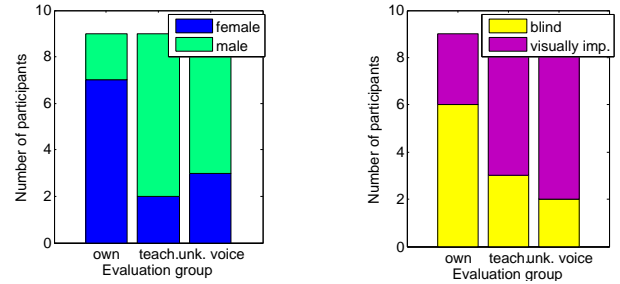 10
8
6
4
2
0
Number of participants
female
male
own teach.unk. voice
Evaluation group
10
8
6
4
2
0
Number of participants
blind
visually imp.
own teach.unk. voice
Evaluation group